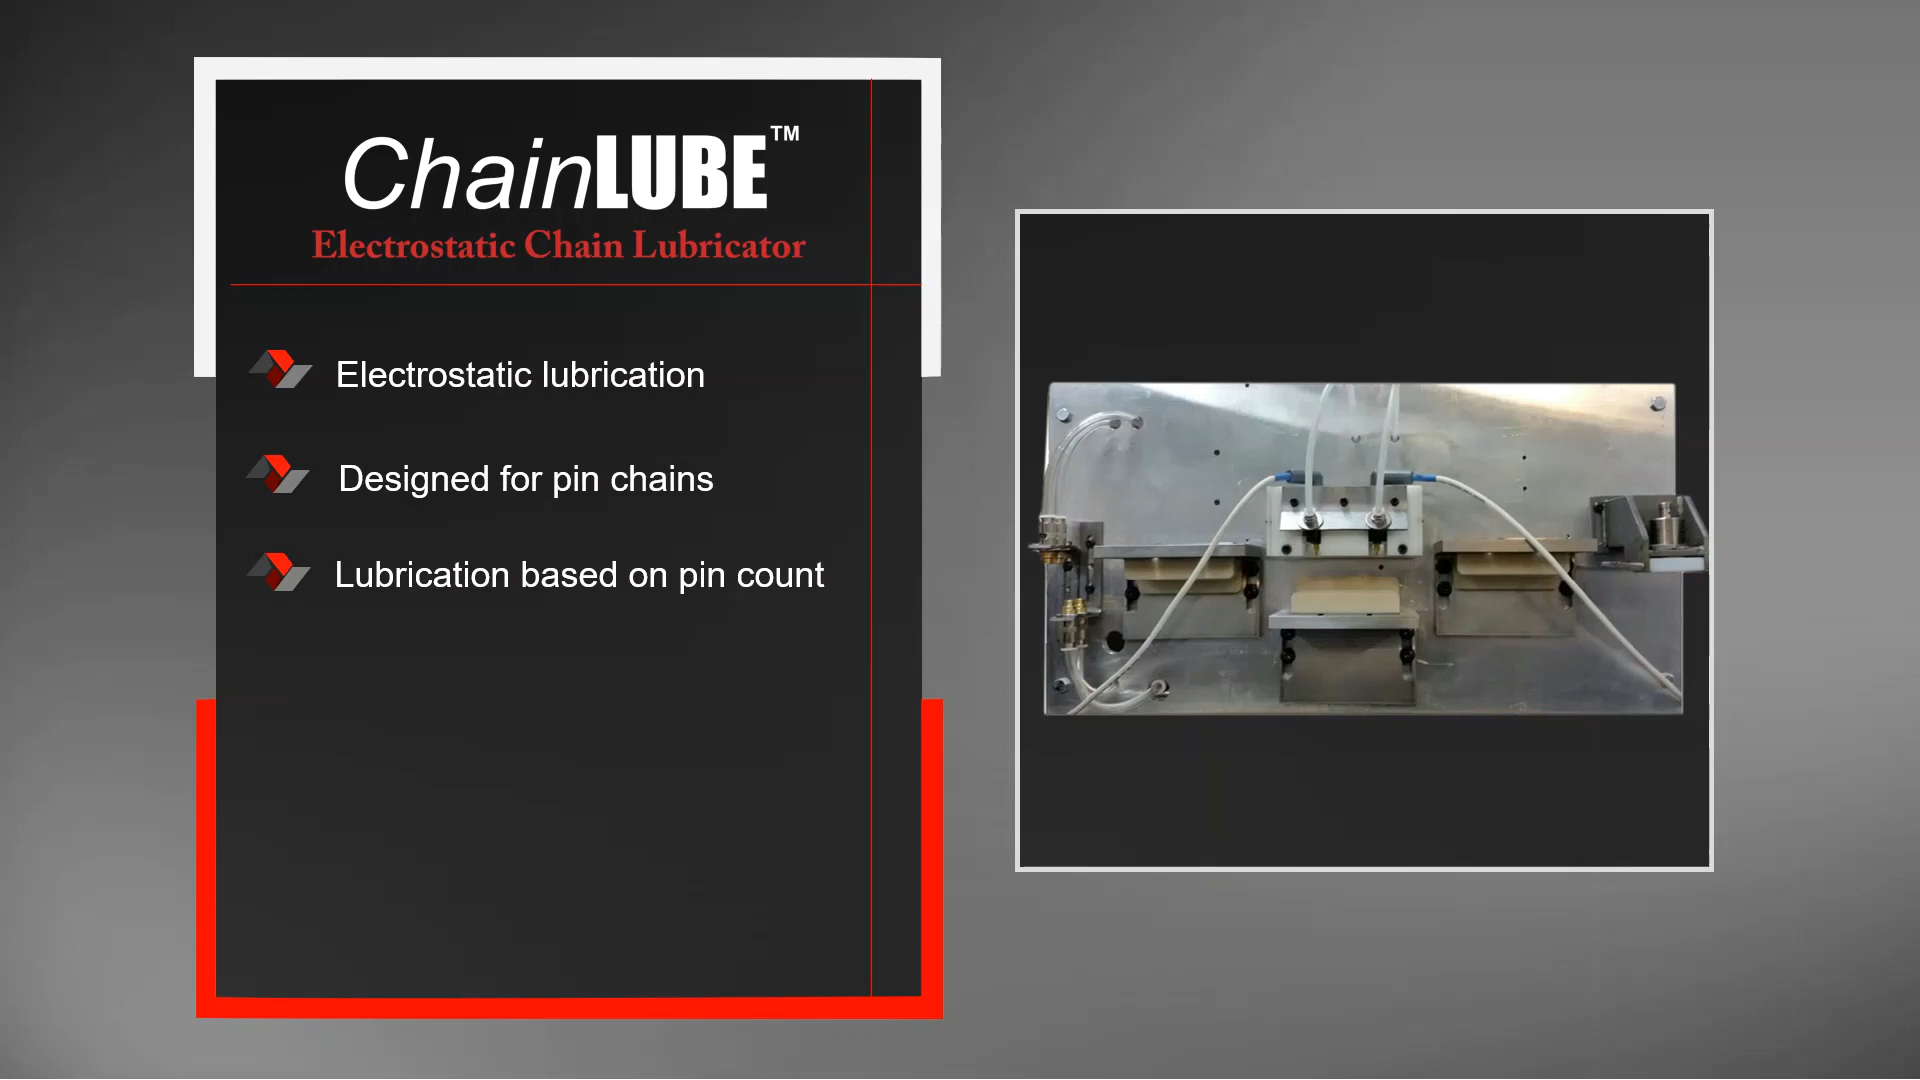 ChainLUBE™
Electrostatic Chain Lubricator
Electrostatic lubrication
Designed for pin chains
Lubrication based on pin count